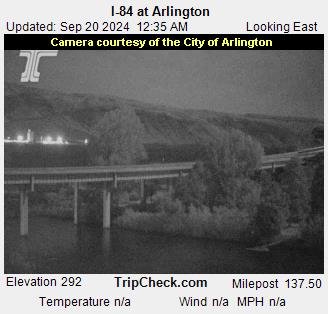 I-84 at Arlington
Updated: Sep 20 2024 12:35 AM Looking East
Camera courtesy of the City of Arlington
Elevation 292 TripCheck.com Milepost 137.50
Temperature n/a Wind n/a MPH n/a